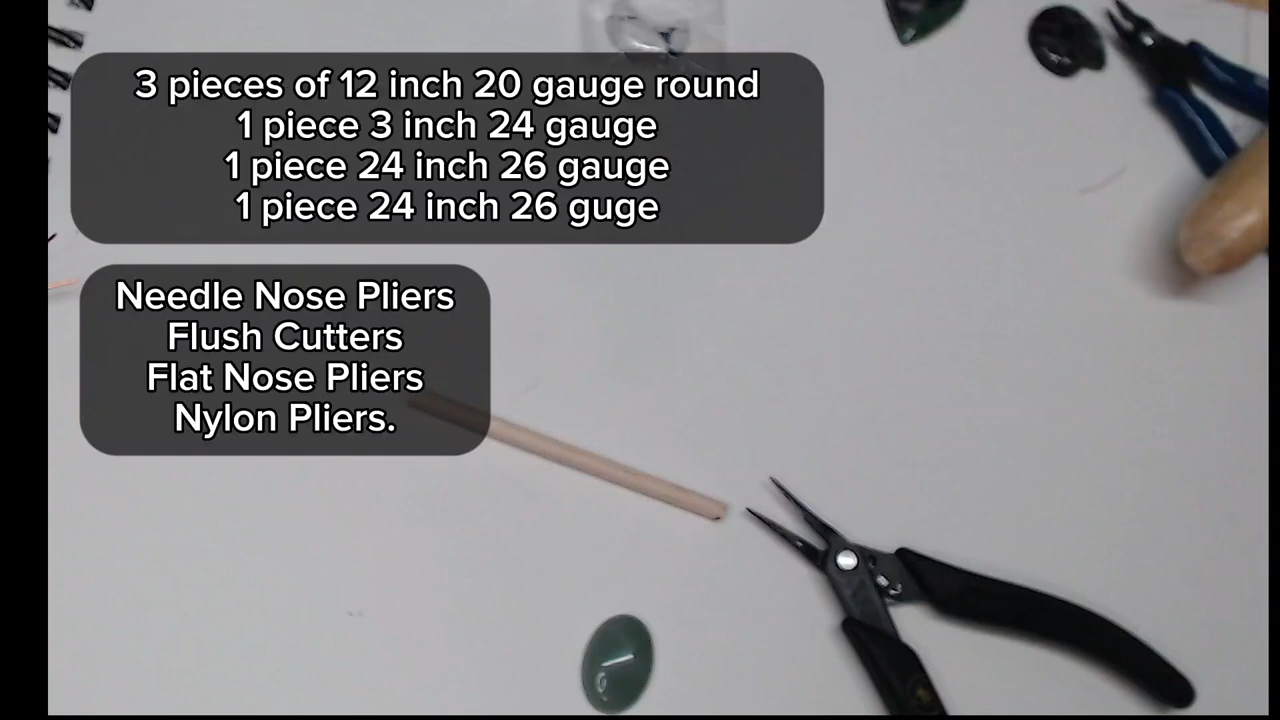 3 pieces of 12 inch 20 gauge round
1 piece 3 inch 24 gauge
1 piece 24 inch 26 gauge
1 piece 24 inch 26 guge
Needle Nose Pliers
Flush Cutters
Flat Nose Pliers
Nylon Pliers.